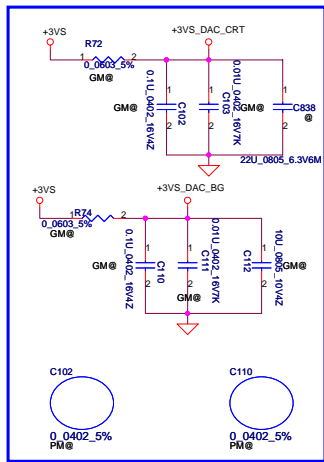 +3VS
+3VS_DAC_CRT
R72
1
2
0_0603_5%
GM@
1
2
GM@
C102
0.1U_0402_16V4Z
1
2
C103
0.01U_0402_16V7K
GM@
1
2
C838
@
22U_0805_6.3V6M
+3VS
+3VS_DAC_BG
R74
1
2
0_0603_5%
GM@
1
2
GM@
C110
0.1U_0402_16V4Z
1
2
C111
0.01U_0402_16V7K
GM@
1
2
C112
10U_0805_10V4Z
GM@
C102
0_0402_5%
PM@
C110
0_0402_5%
PM@